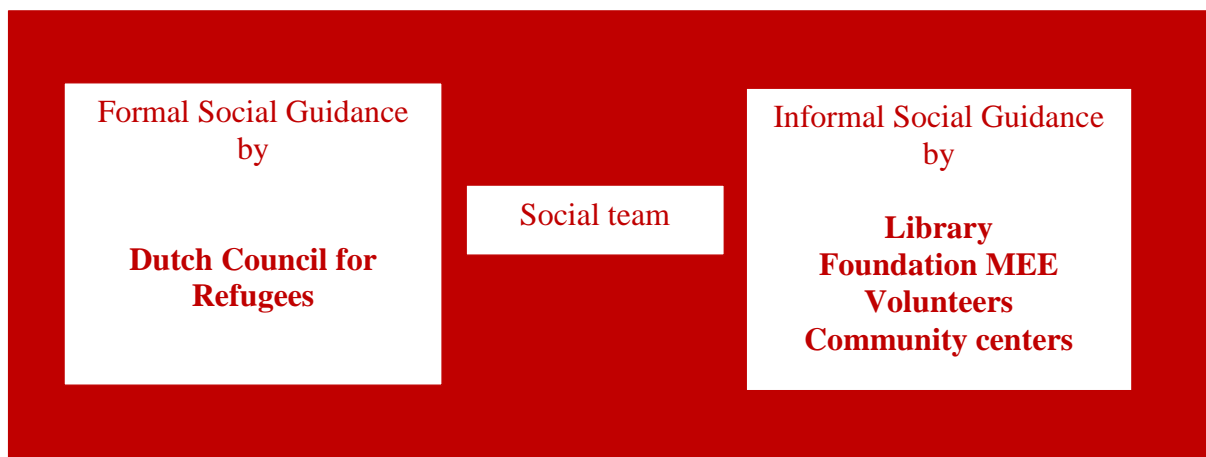 Formal Social Guidance
by
Dutch Council for
Refugees
Social team
Informal Social Guidance
by
Library
Foundation MEE
Volunteers
Community centers